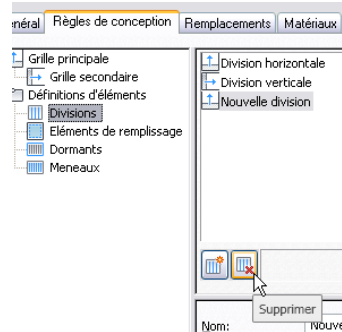 néral Règles de conception Remplacements Matériaux
Grille principale
Grille secondaire
Définitions d'éléments
Divisions
Eléments de remplissage
Dormants
Meneaux
Division horizontale
Division verticale
Nouvelle division
Supprimer
Nom: Nouve